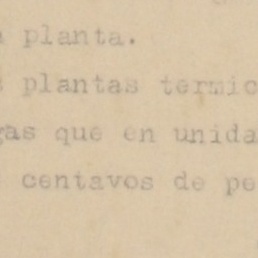 planta.
plantas termic
gas que en unida
centavos de pe